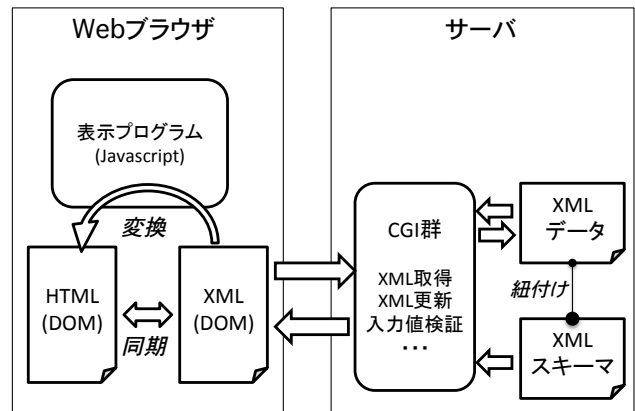 Webブラウザ
表示プログラム
(Javascript)
変換
HTML
(DOM)
同期
XML
(DOM)
サーバ
CGI群
XML取得
XML更新
入力値検証
･･･
XML
データ
紐付け
XML
スキーマ